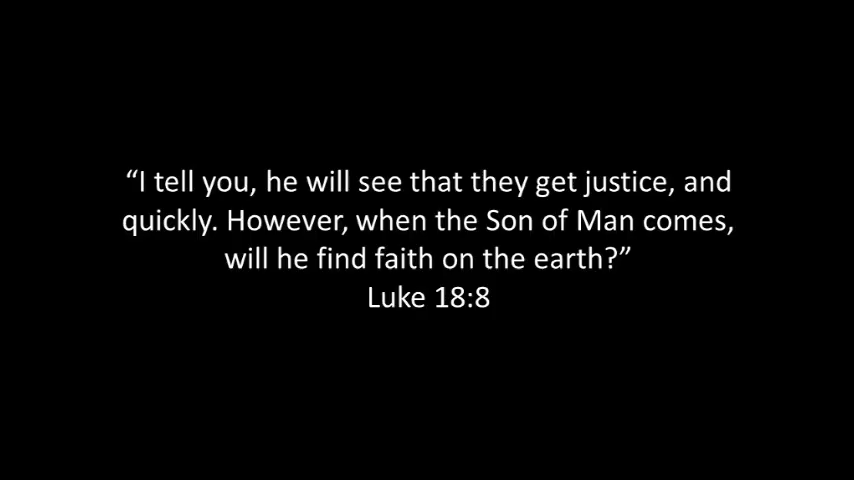 “I tell you, he will see that they get justice, and
quickly. However, when the Son of Man comes,
will he find faith on the earth?”
Luke 18:8